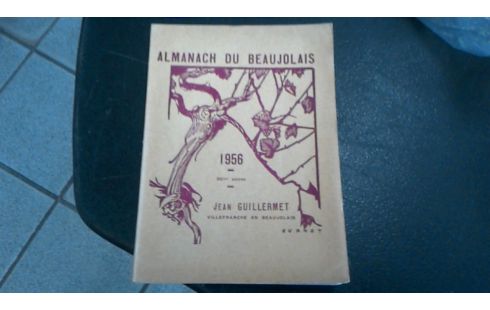 ALMANACH DU BEAUJOLAIS
1956
JEAN GUILLERMET
VILLEFRANCHE EN BEAUJOLAIS